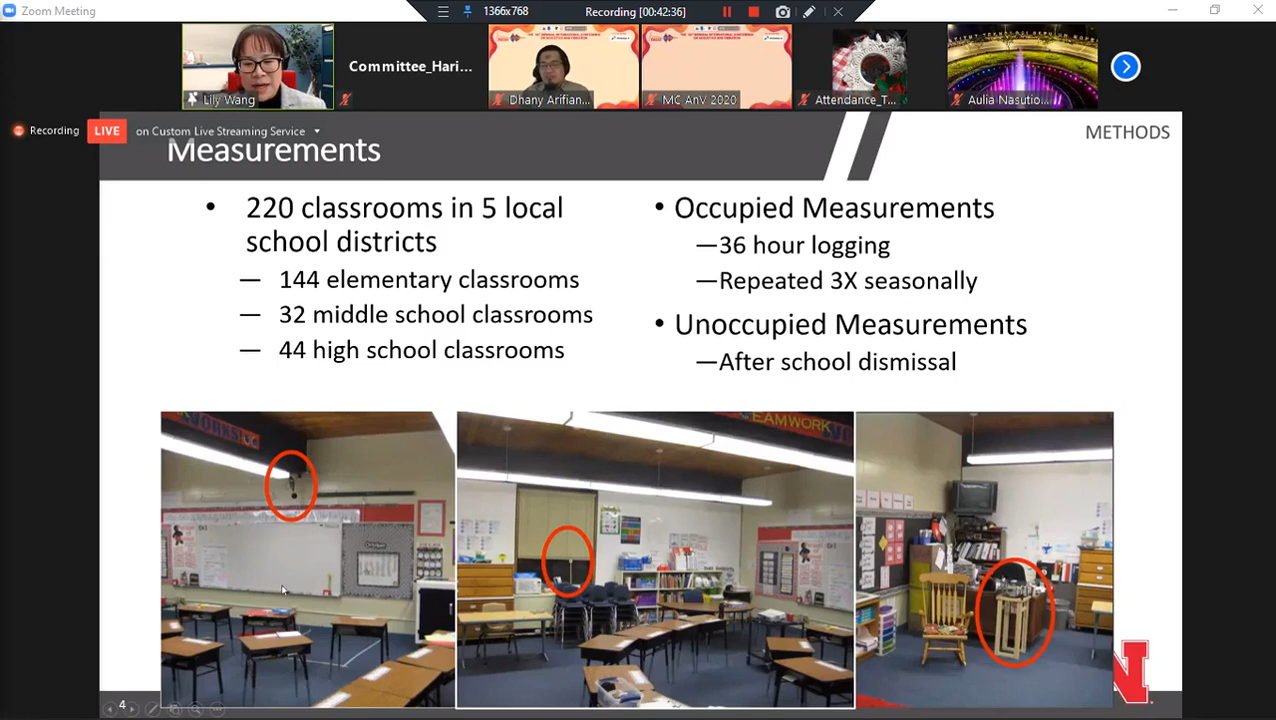 Zoom Meeting
1366x768
Recording [00:42:36]
Lily Wang
Committee_Hari...
Dhany Arifian...
MC AnV 2020
Attendance_T...
Aulia Nasutio...
Recording
LIVE
on Custom Live Streaming Service
METHODS
Measurements
• 220 classrooms in 5 local
school districts
— 144 elementary classrooms
— 32 middle school classrooms
— 44 high school classrooms
• Occupied Measurements
—36 hour logging
—Repeated 3X seasonally
• Unoccupied Measurements
—After school dismissal
EAMWORK
N
4